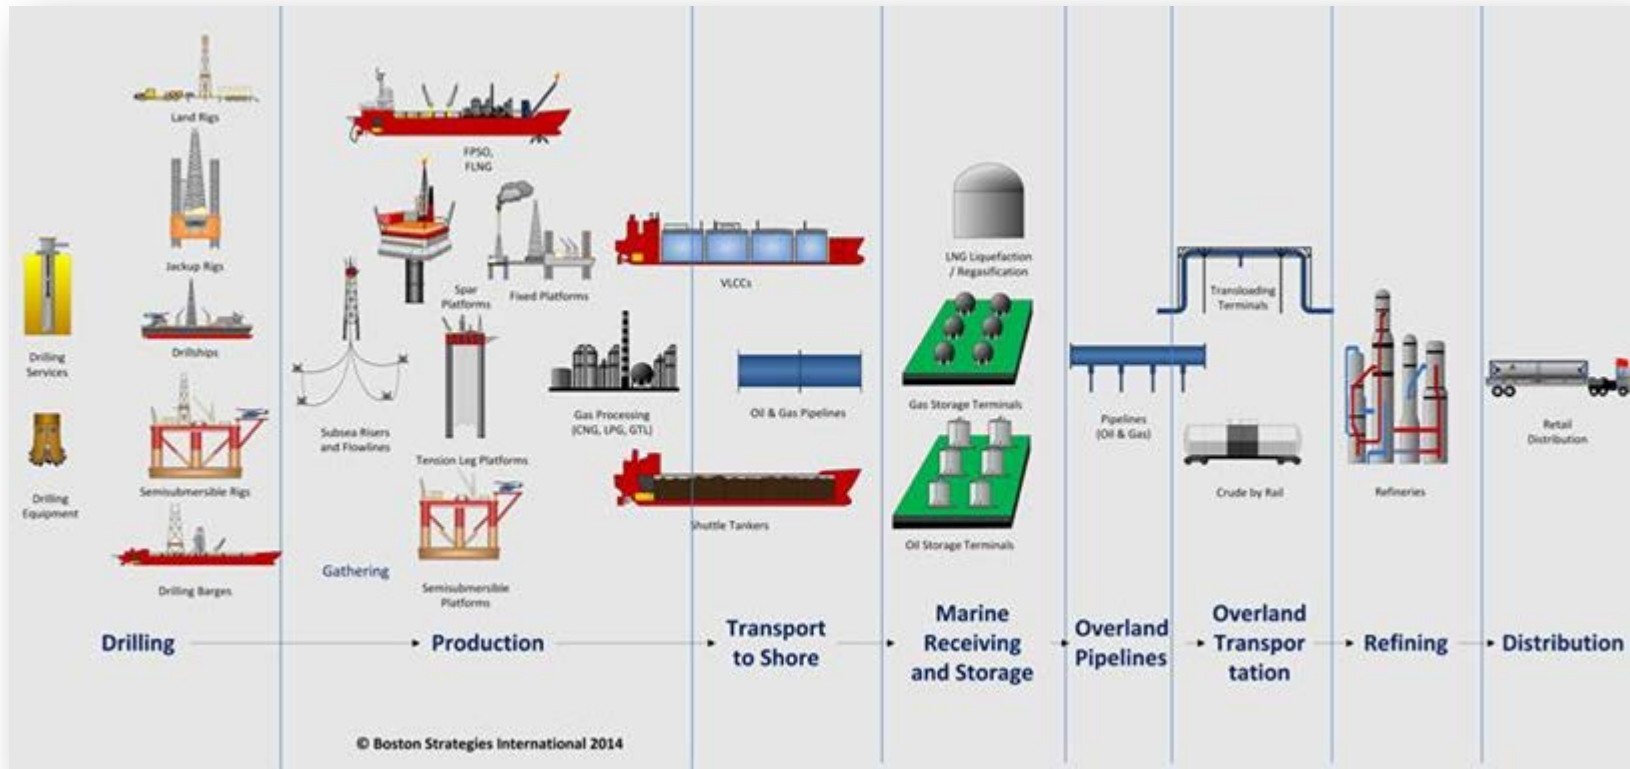 Land Rigs
Jackup Rigs
Drilling
Services
Drillships
Drilling
Equipment
Semisubmersible Rigs
Drilling Barges
FPSO,
FLNG
Spar
Platforms
Fixed Platforms
Subsea Risers
and Flowlines
Tension Leg Platforms
Gas Processing
(CNG, LPG, GTL)
Gathering
Semisubmersible
Platforms
VLCCs
Oil & Gas Pipelines
Shuttle Tankers
LNG Liquefaction
/ Regasification
Gas Storage Terminals
Oil Storage Terminals
Pipelines
(Oil & Gas)
Transloading
Terminals
Crude by Rail
Refineries
Retail
Distribution
Drilling
Production
Transport
to Shore
Marine
Receiving
and Storage
Overland
Pipelines
Overland
Transpor
tation
Refining
Distribution
© Boston Strategies International 2014